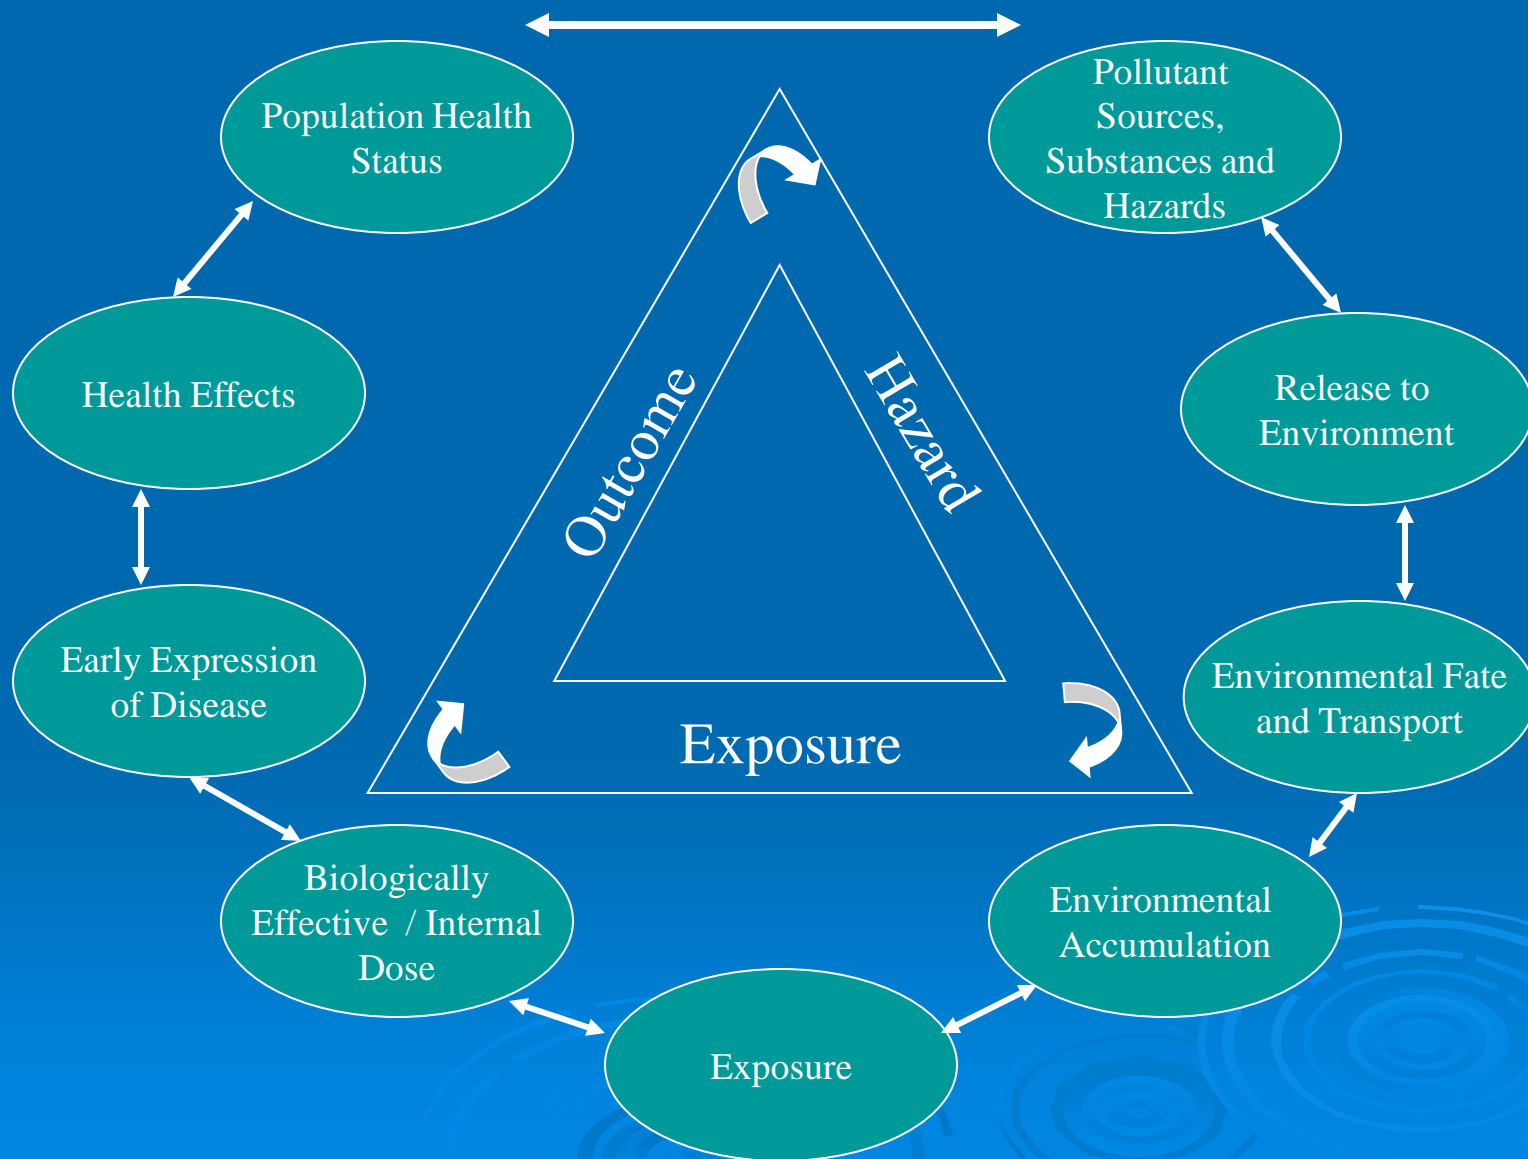 Population Health
Status
Pollutant
Sources,
Substances and
Hazards
Health Effects
Outcome
Hazard
Release to
Environment
Early Expression
of Disease
Exposure
Environmental Fate
and Transport
Biologically
Effective / Internal
Dose
Environmental
Accumulation
Exposure